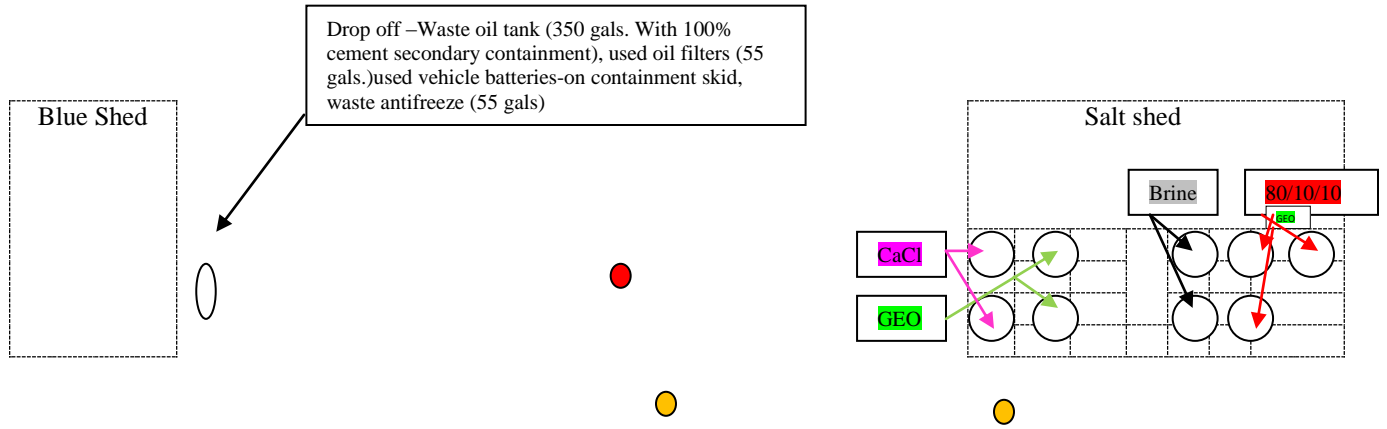 Drop off –Waste oil tank (350 gals. With 100%
cement secondary containment), used oil filters (55
gals.)used vehicle batteries-on containment skid,
waste antifreeze (55 gals)
Blue Shed
Salt shed
Brine
80/10/10
GEO
CaCl
GEO